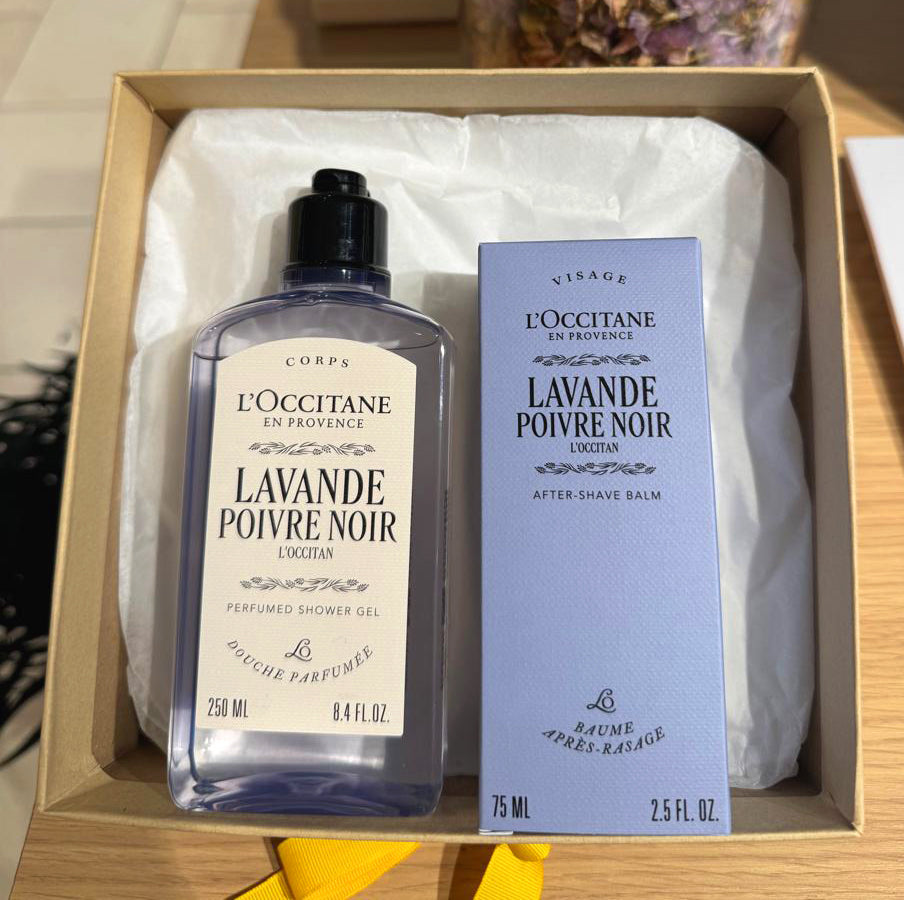 CORPS
L'OCCITANE
EN PROVENCE
LAVANDE
POIVRE NOIR
L'OCCITAN
PERFUMED SHOWER GEL
LO
DOUCHE PARFUMÉE
250 ML 8.4 FL.OZ.
VISAGE
L'OCCITANE
EN PROVENCE
LAVANDE
POIVRE NOIR
L'OCCITAN
AFTER-SHAVE BALM
LO
BAUME
APRÈS-RASAGE
75 ML 2.5 FL. OZ.